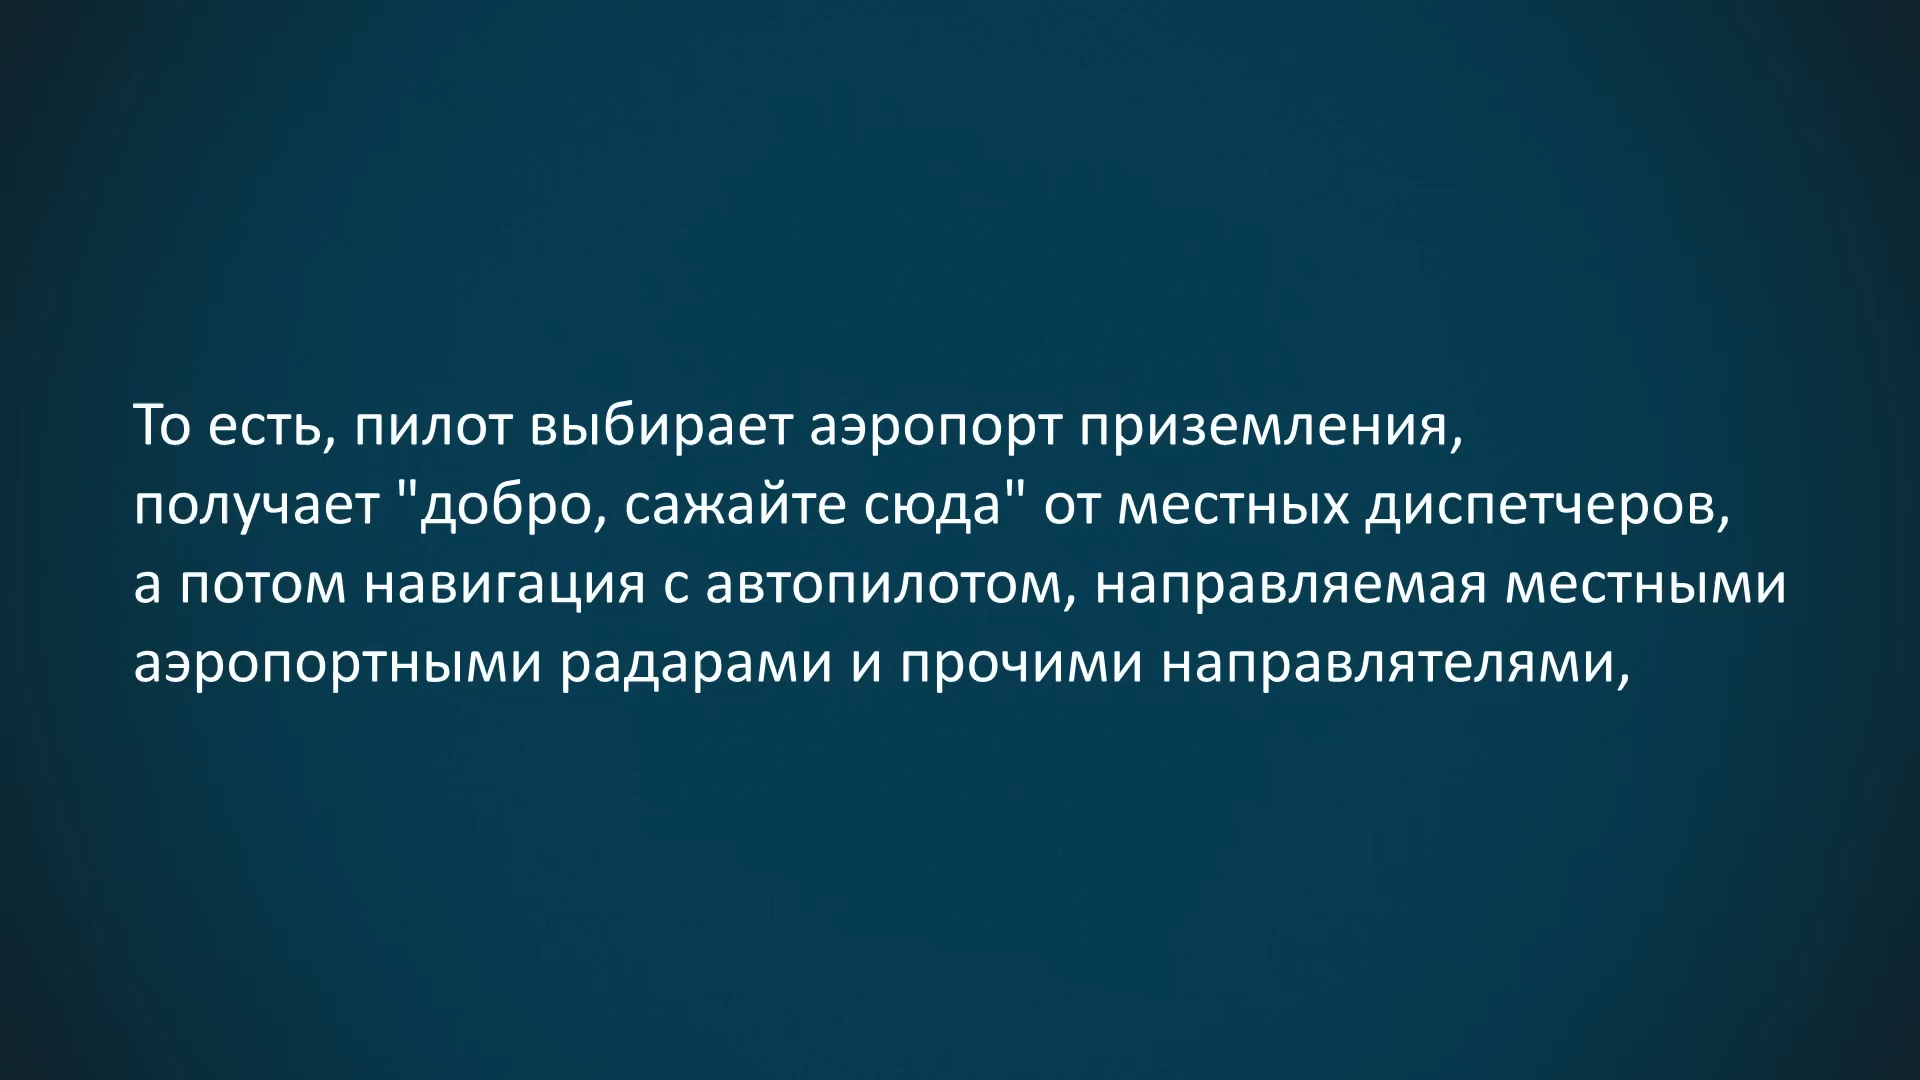 То есть, пилот выбирает аэропорт приземления,
получает "добро, сажайте сюда" от местных диспетчеров,
а потом навигация с автопилотом, направляемая местными
аэропортными радарами и прочими направлятелями,